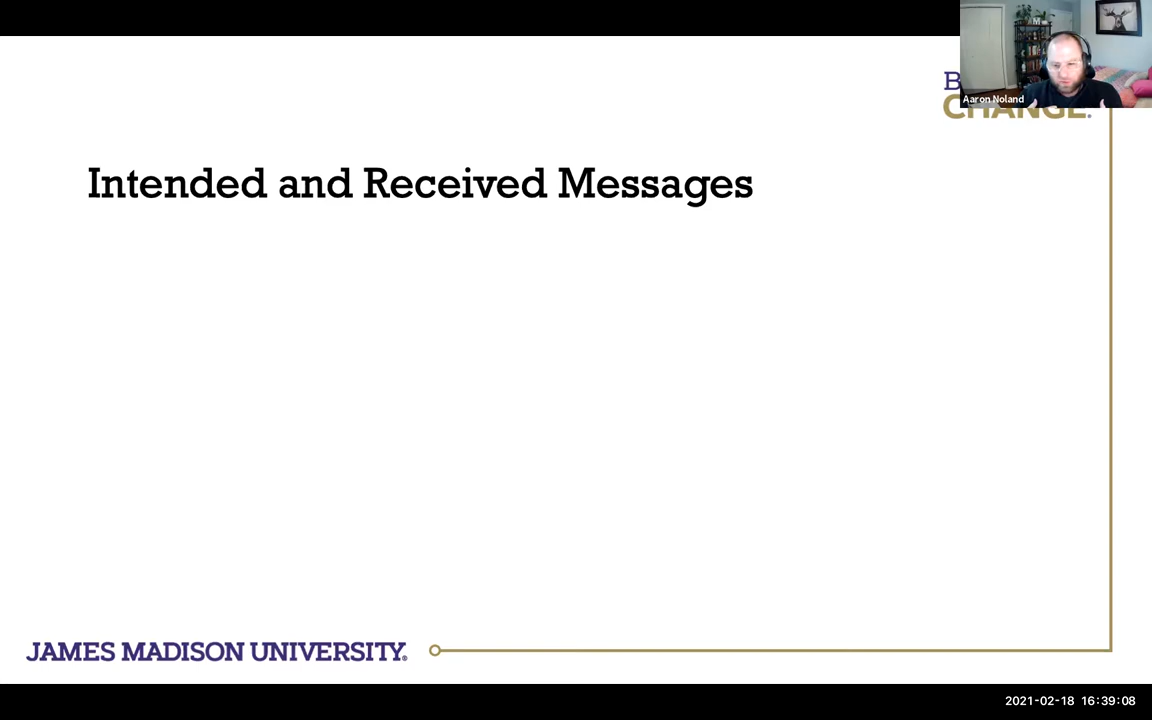 B
Aaron Noland
CHANGE.
Intended and Received Messages
JAMES MADISON UNIVERSITY®
2021-02-18 16:39:08